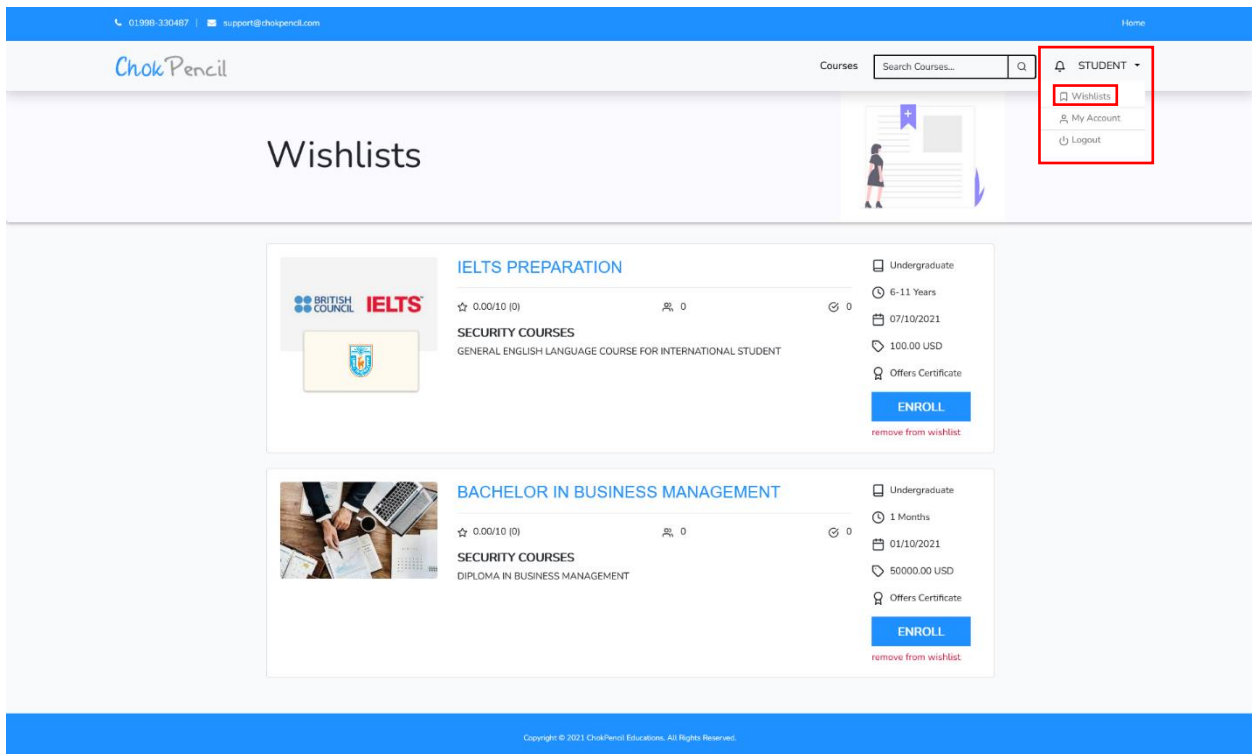 01998-330487 | support@chokpencil.com Home
ChokPencil Courses Search Courses... STUDENT
Wishlists
My Account
Logout
Wishlists
IELTS PREPARATION
BRITISH COUNCIL IELTS
0.00/10 (0) 0 0
SECURITY COURSES
GENERAL ENGLISH LANGUAGE COURSE FOR INTERNATIONAL STUDENT
Undergraduate
6-11 Years
07/10/2021
100.00 USD
Offers Certificate
ENROLL
remove from wishlist
BACHELOR IN BUSINESS MANAGEMENT
0.00/10 (0) 0 0
SECURITY COURSES
DIPLOMA IN BUSINESS MANAGEMENT
Undergraduate
1 Months
01/10/2021
50000.00 USD
Offers Certificate
ENROLL
remove from wishlist
Copyright © 2021 ChokPencil Educations, All Rights Reserved.